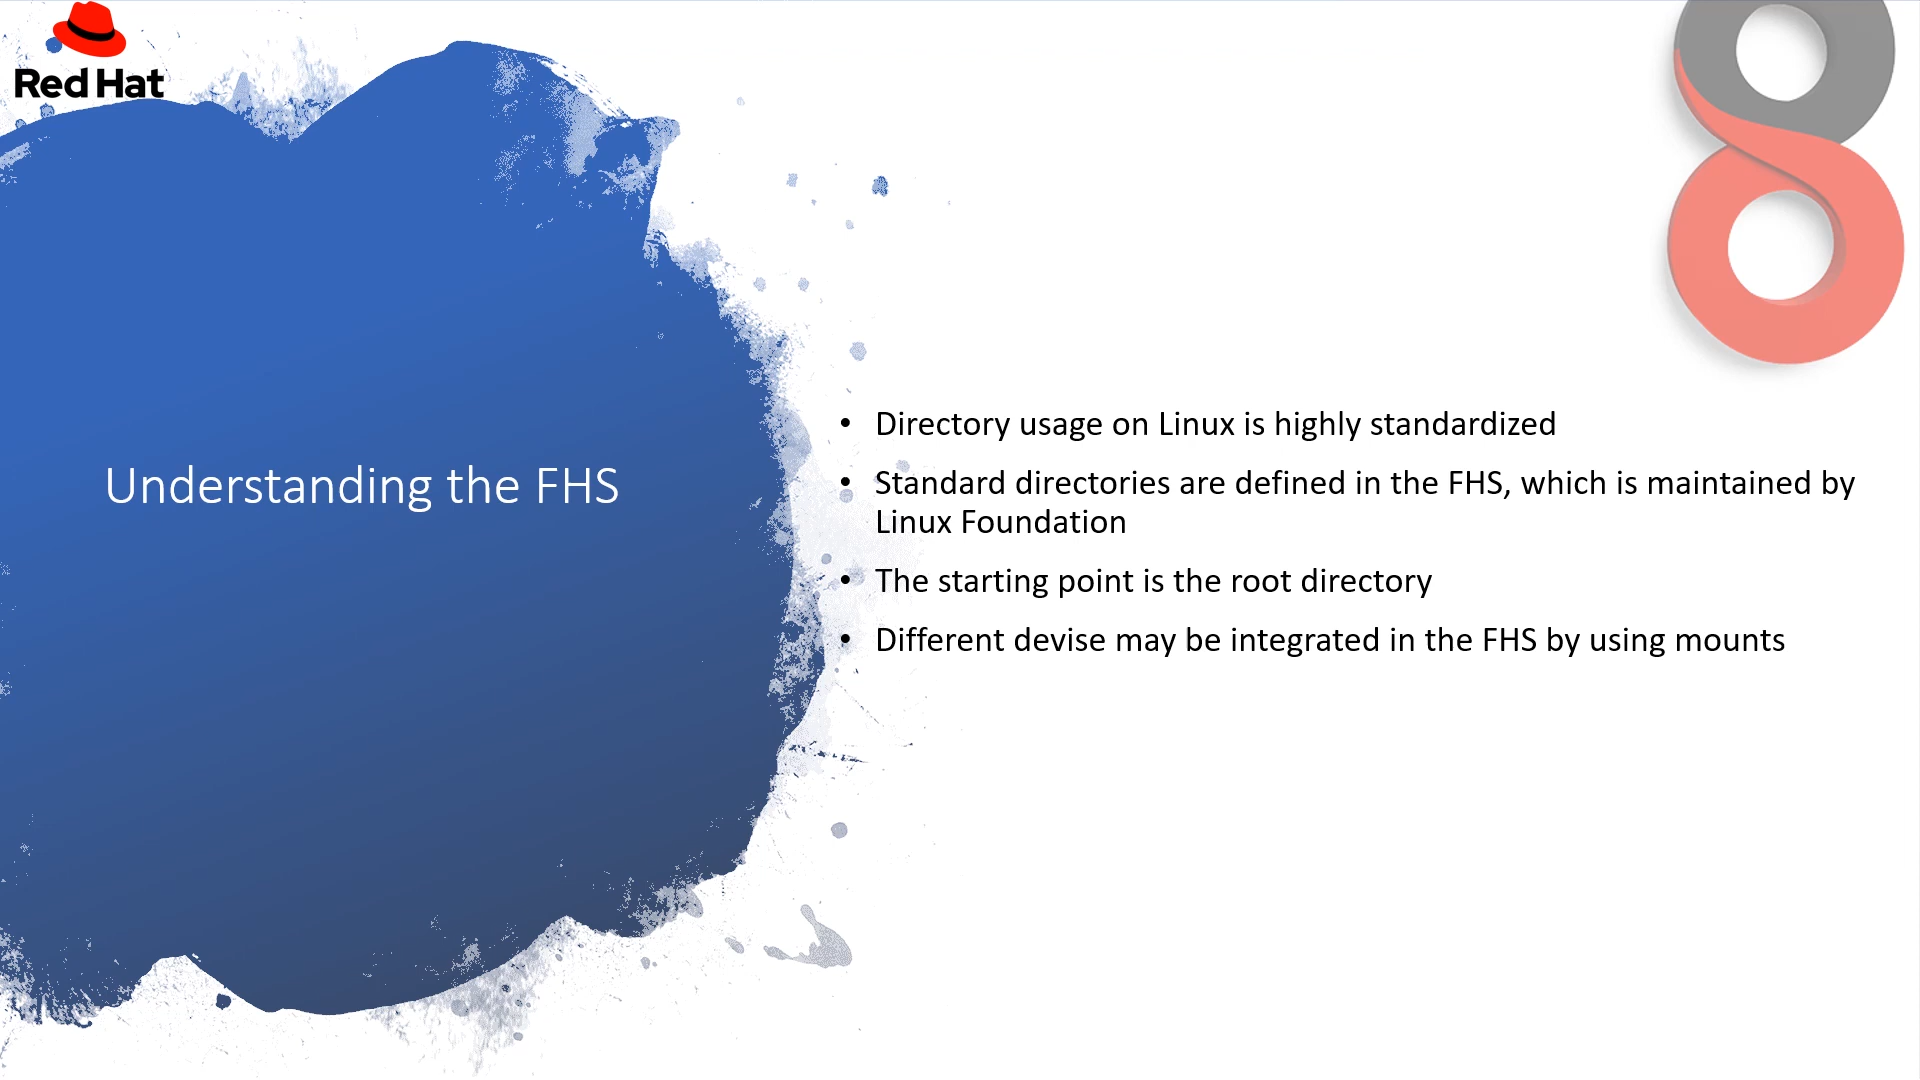 Red Hat
8
Understanding the FHS
• Directory usage on Linux is highly standardized
• Standard directories are defined in the FHS, which is maintained by
Linux Foundation
• The starting point is the root directory
• Different devise may be integrated in the FHS by using mounts